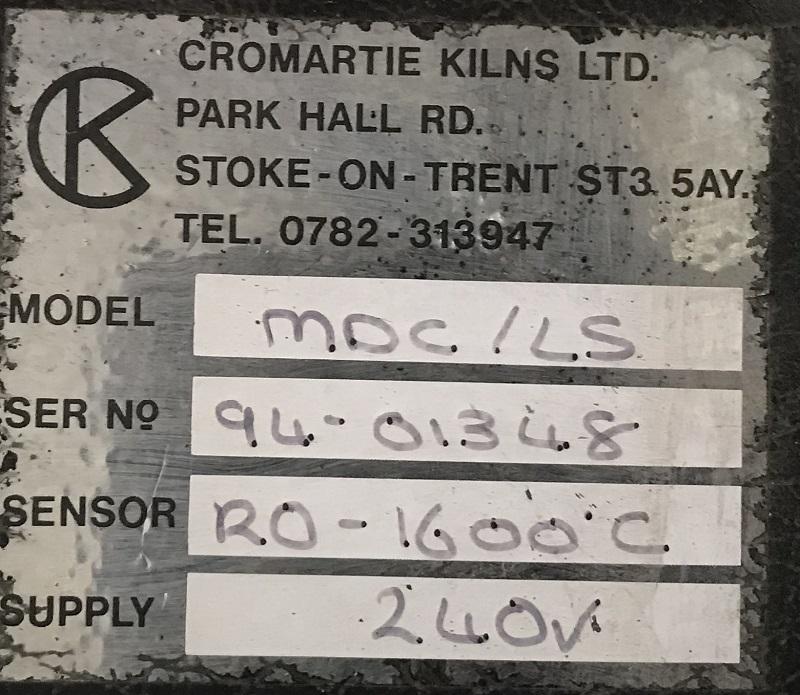 CROMARTIE KILNS LTD.
PARK HALL RD.
STOKE-ON-TRENT ST3 5AY.
TEL. 0782-313947
MODEL MDC/LS
SER Nº 94-01348
SENSOR RO-1600°C
SUPPLY 240V